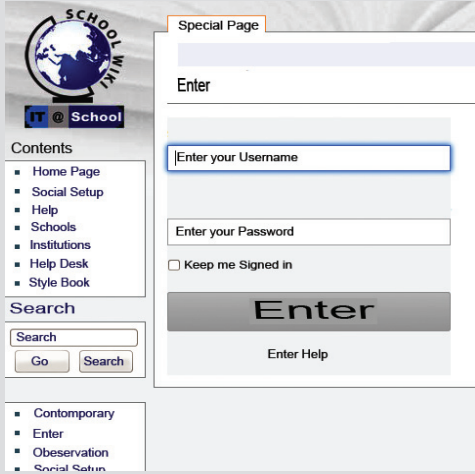 SCHOOL WIKI
IT @ School
Contents
Home Page
Social Setup
Help
Schools
Institutions
Help Desk
Style Book
Search
Search
Go
Search
Contomporary
Enter
Obeservation
Social Setup
Special Page
Enter
Enter your Username
Enter your Password
Keep me Signed in
Enter
Enter Help